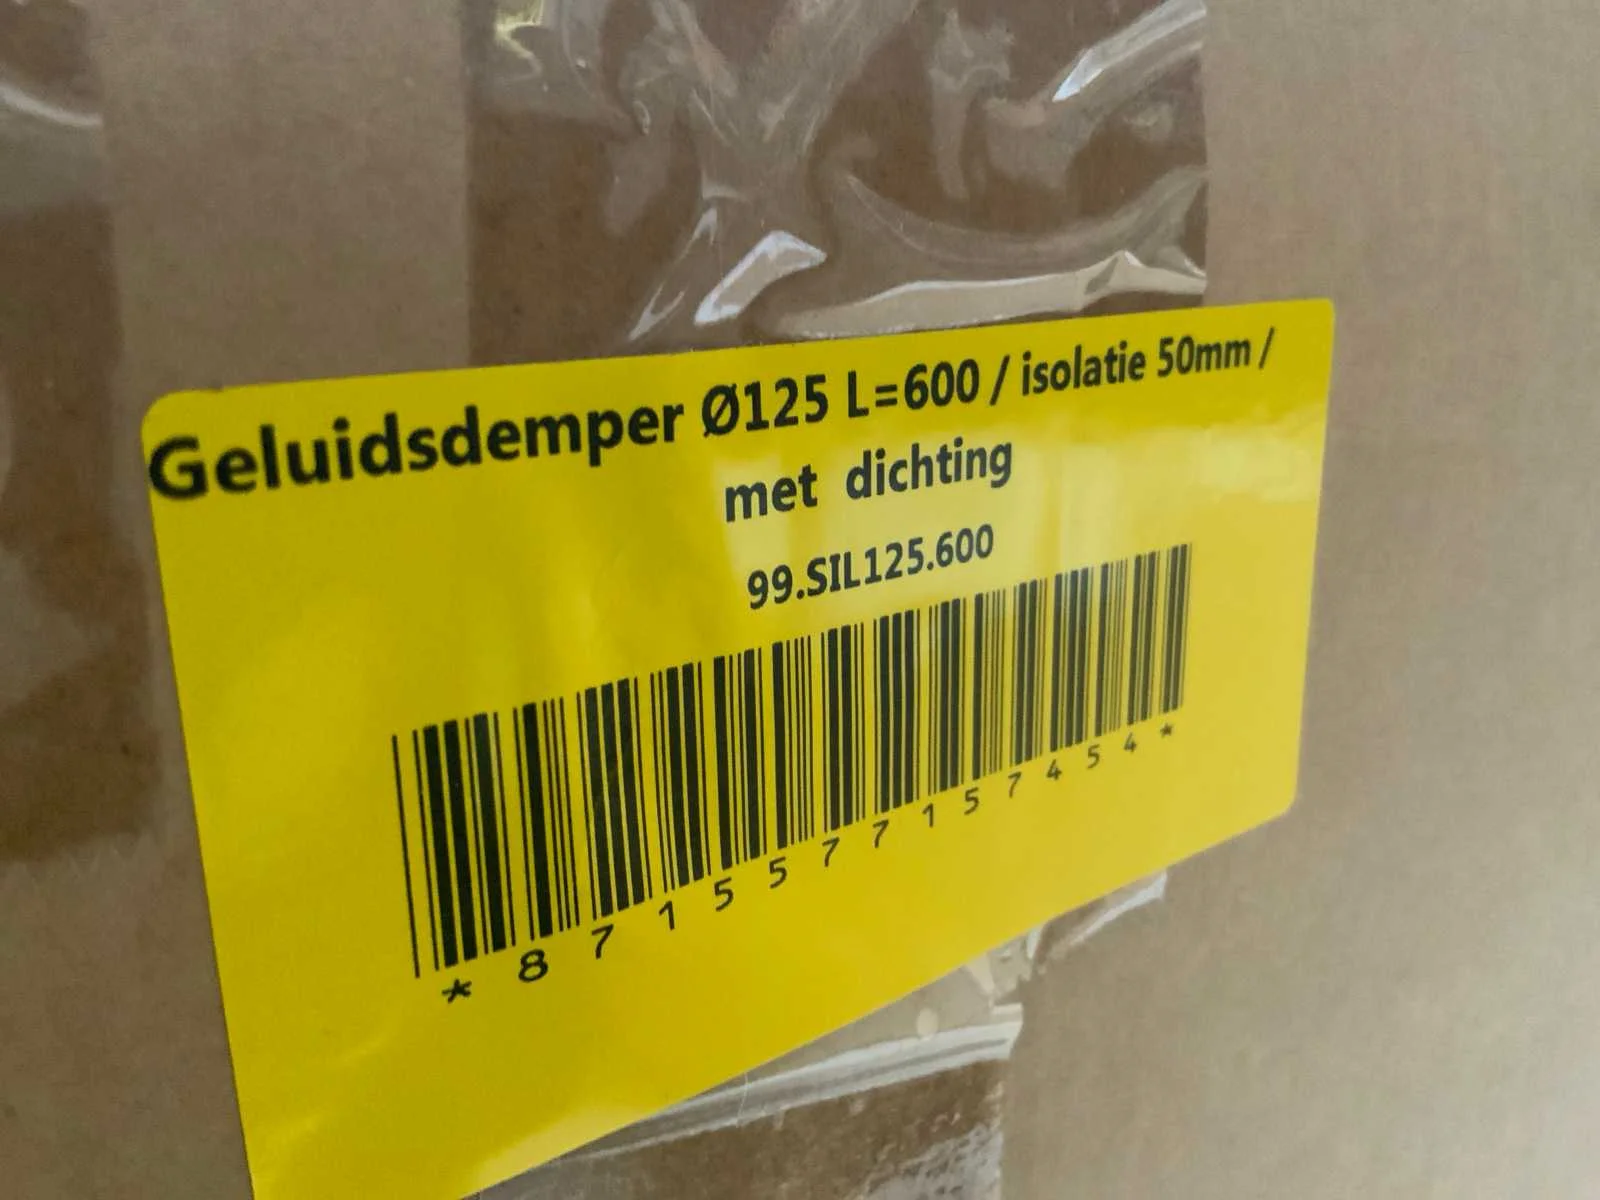 Geluidsdemper Ø125 L=600 / isolatie 50mm /
met dichting
99.SIL125.600
*8715577157454*